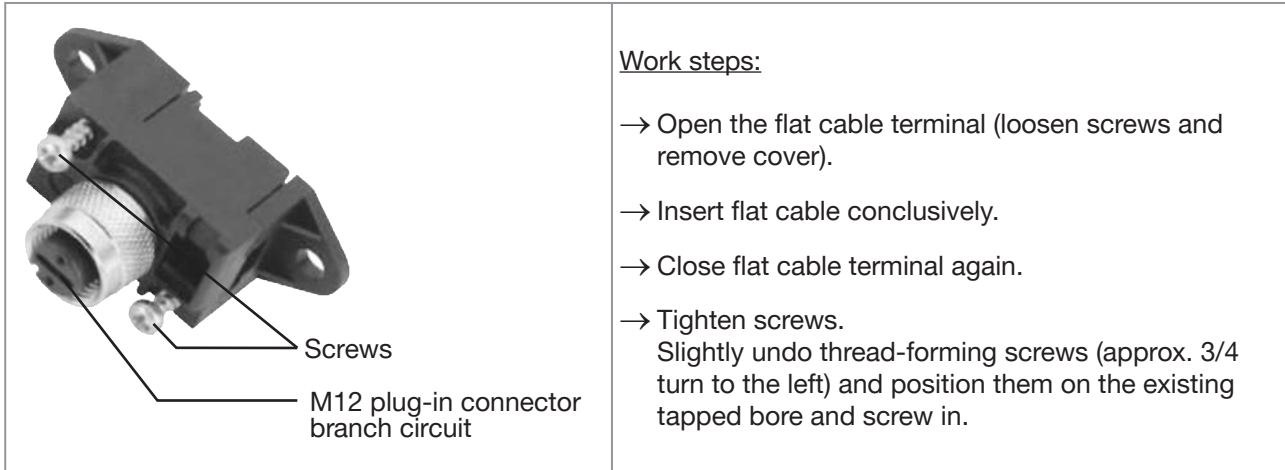 Screws
M12 plug-in connector
branch circuit
Work steps:
→ Open the flat cable terminal (loosen screws and
remove cover).
→ Insert flat cable conclusively.
→ Close flat cable terminal again.
→ Tighten screws.
Slightly undo thread-forming screws (approx. 3/4
turn to the left) and position them on the existing
tapped bore and screw in.